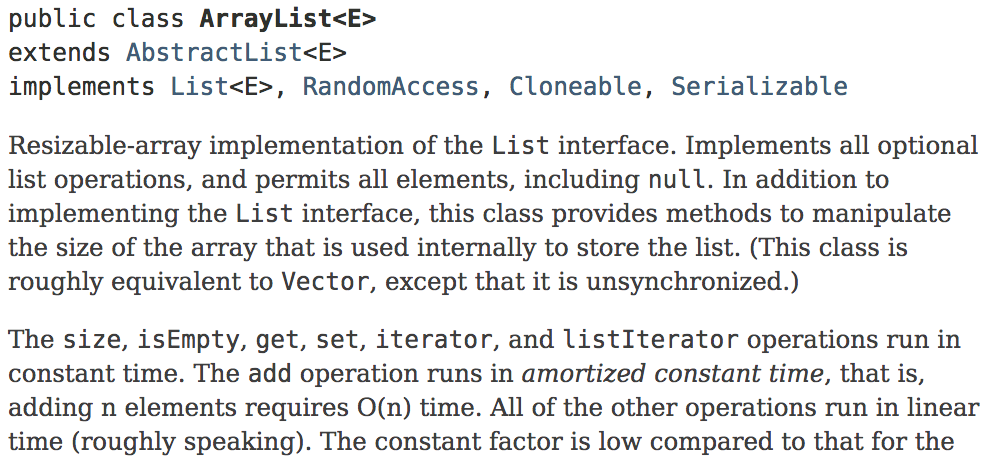 public class ArrayList<E>
extends AbstractList<E>
implements List<E>, RandomAccess, Cloneable, Serializable
Resizable-array implementation of the List interface. Implements all optional
list operations, and permits all elements, including null. In addition to
implementing the List interface, this class provides methods to manipulate
the size of the array that is used internally to store the list. (This class is
roughly equivalent to Vector, except that it is unsynchronized.)
The size, isEmpty, get, set, iterator, and listIterator operations run in
constant time. The add operation runs in amortized constant time, that is,
adding n elements requires O(n) time. All of the other operations run in linear
time (roughly speaking). The constant factor is low compared to that for the